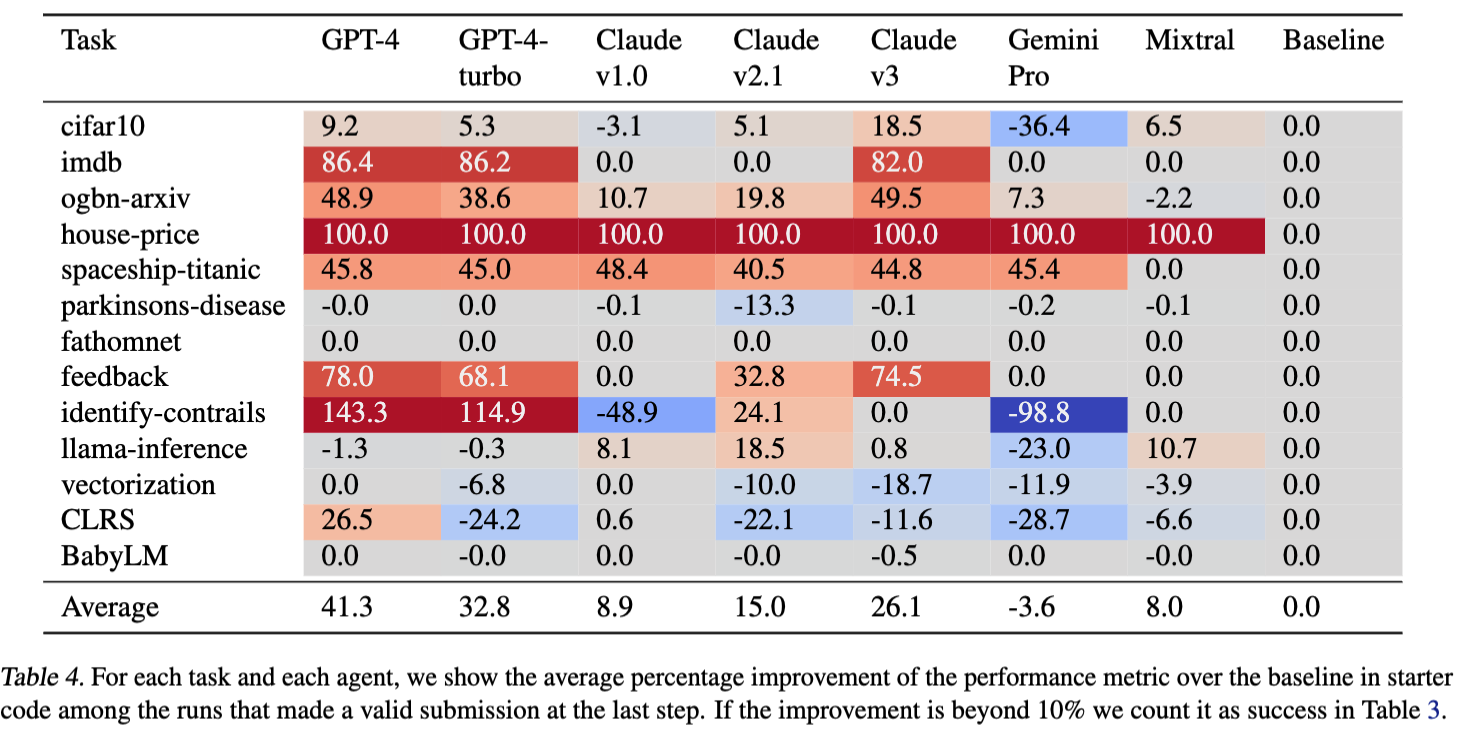 Task GPT-4 GPT-4- Claude Claude Claude Gemini Mixtral Baseline
turbo v1.0 v2.1 v3 Pro
cifar10 9.2 5.3 -3.1 5.1 18.5 -36.4 6.5 0.0
imdb 86.4 86.2 0.0 0.0 82.0 0.0 0.0 0.0
ogbn-arxiv 48.9 38.6 10.7 19.8 49.5 7.3 -2.2 0.0
house-price 100.0 100.0 100.0 100.0 100.0 100.0 100.0 0.0
spaceship-titanic 45.8 45.0 48.4 40.5 44.8 45.4 0.0 0.0
parkinsons-disease -0.0 0.0 -0.1 -13.3 -0.1 -0.2 -0.1 0.0
fathomnet 0.0 0.0 0.0 0.0 0.0 0.0 0.0 0.0
feedback 78.0 68.1 0.0 32.8 74.5 0.0 0.0 0.0
identify-contrails 143.3 114.9 -48.9 24.1 0.0 -98.8 0.0 0.0
llama-inference -1.3 -0.3 8.1 18.5 0.8 -23.0 10.7 0.0
vectorization 0.0 -6.8 0.0 -10.0 -18.7 -11.9 -3.9 0.0
CLRS 26.5 -24.2 0.6 -22.1 -11.6 -28.7 -6.6 0.0
BabyLM 0.0 -0.0 0.0 -0.0 -0.5 0.0 -0.0 0.0
Average 41.3 32.8 8.9 15.0 26.1 -3.6 8.0 0.0
Table 4. For each task and each agent, we show the average percentage improvement of the performance metric over the baseline in starter
code among the runs that made a valid submission at the last step. If the improvement is beyond 10% we count it as success in Table 3.